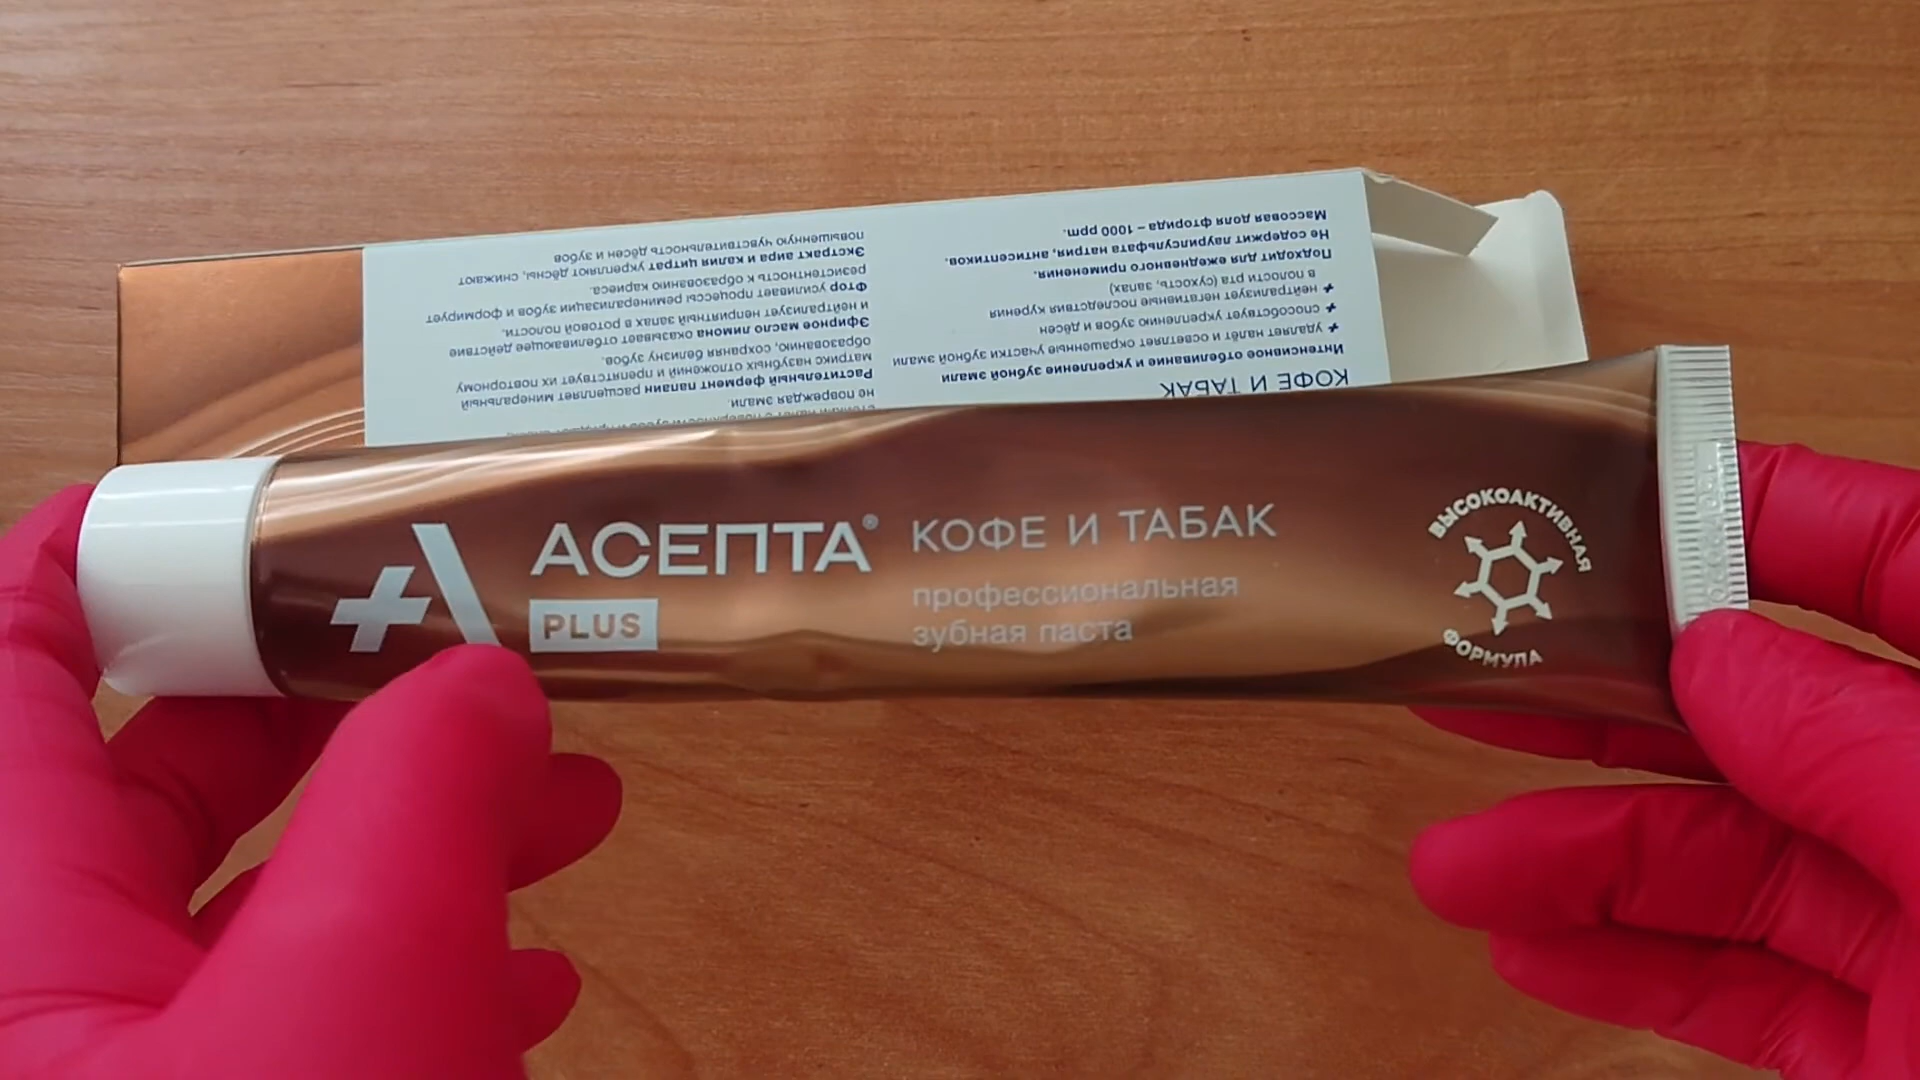 АСЕПТА®
PLUS
КОФЕ И ТАБАК
профессиональная
зубная паста
ВЫСОКОАКТИВНАЯ
ФОРМУЛА
КОФЕ И ТАБАК
Интенсивное отбеливание и укрепление зубной эмали
удаляет налёт и осветляет окрашенные участки зубной эмали
способствует укреплению зубов и дёсен
нейтрализует негативные последствия курения
в полости рта (сухость, запах)
Подходит для ежедневного применения.
Не содержит лаурилсульфата натрия, антисептиков.
Массовая доля фторида – 1000 ppm.
не повреждая эмали.
Растительный фермент папаин расщепляет минеральный
матрикс назубных отложений и препятствует их повторному
образованию, сохраняя белизну зубов.
Эфирное масло лимона оказывает отбеливающее действие
и нейтрализует неприятный запах в ротовой полости.
Фтор усиливает процессы реминерализации зубов и формирует
резистентность к образованию кариеса.
Экстракт аира и калия цитрат укрепляют дёсны, снижают
повышенную чувствительность дёсен и зубов